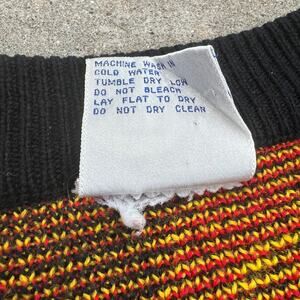 MACHINE WASH IN
COLD WATER
TUMBLE DRY LOW
DO NOT BLEACH
LAY FLAT TO DRY
DO NOT DRY CLEAN